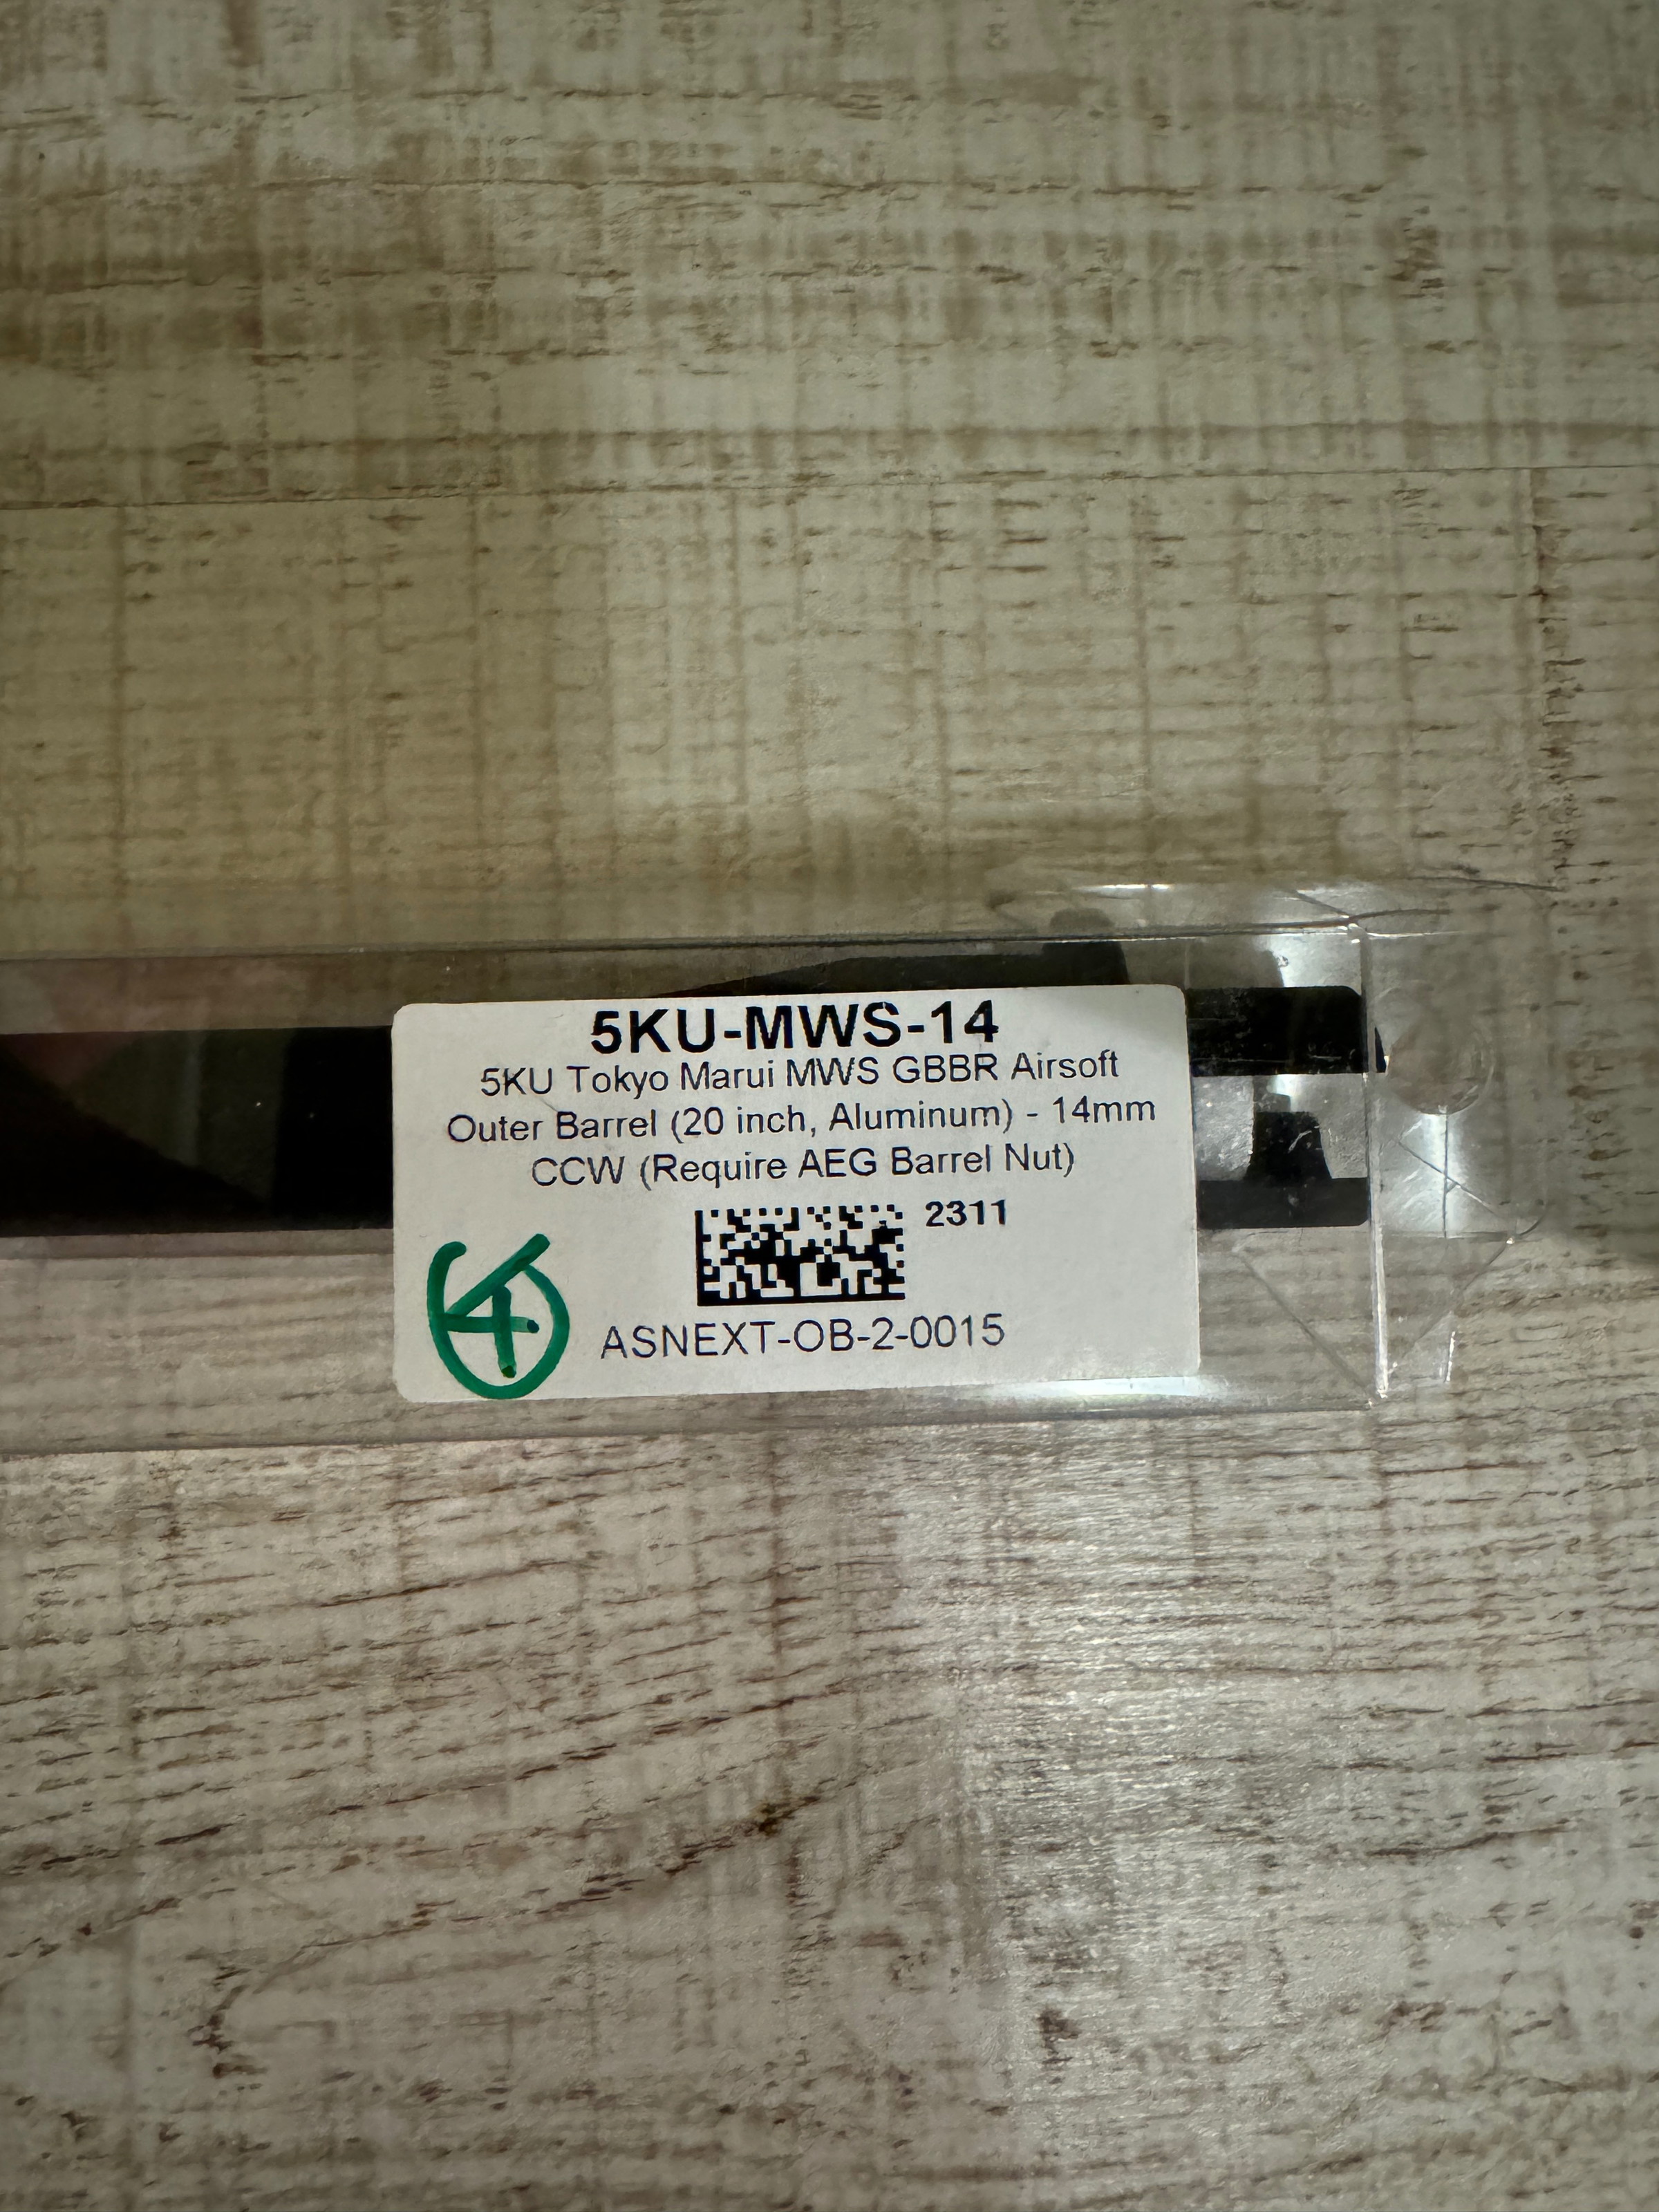 5KU-MWS-14
5KU Tokyo Marui MWS GBBR Airsoft
Outer Barrel (20 inch, Aluminum) - 14mm
CCW (Require AEG Barrel Nut)
2311
ASNEXT-OB-2-0015